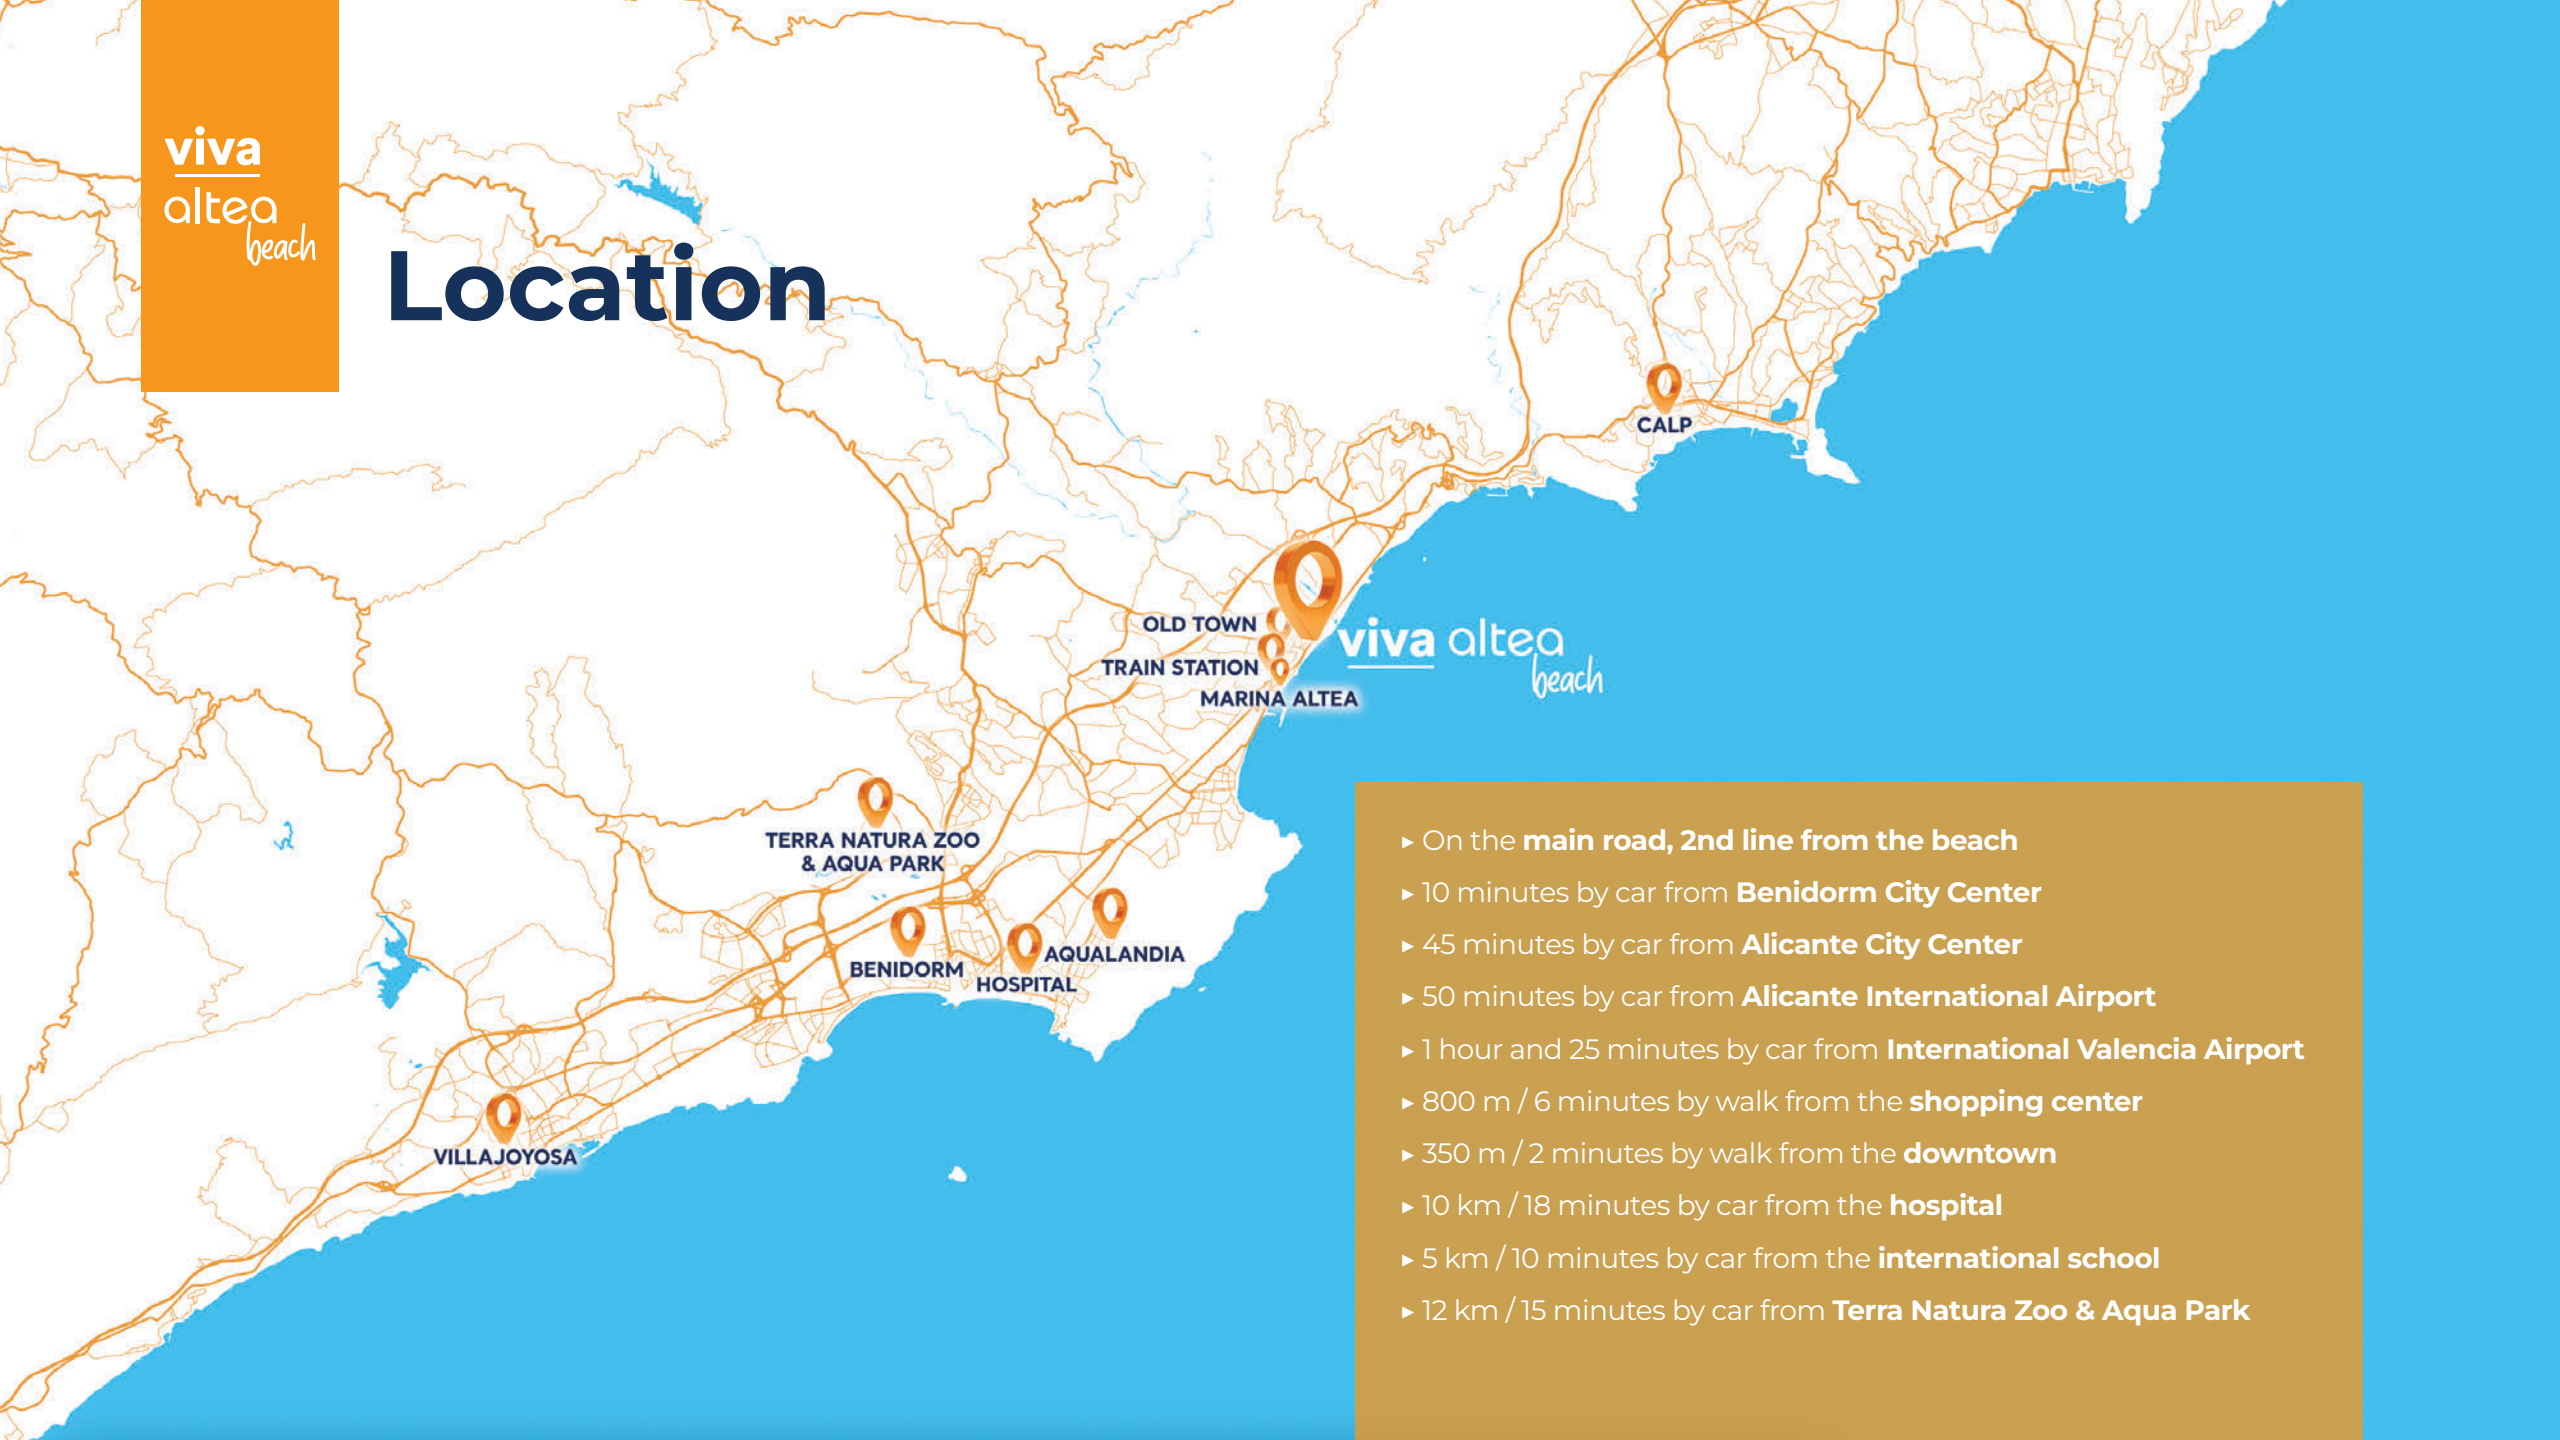 viva
altea
beach
Location
CALP
OLD TOWN
TRAIN STATION
MARINA ALTEA
viva altea
beach
TERRA NATURA ZOO
& AQUA PARK
BENIDORM
HOSPITAL
AQUALANDIA
VILLAJOYOSA
▸ On the main road, 2nd line from the beach
▸ 10 minutes by car from Benidorm City Center
▸ 45 minutes by car from Alicante City Center
▸ 50 minutes by car from Alicante International Airport
▸ 1 hour and 25 minutes by car from International Valencia Airport
▸ 800 m / 6 minutes by walk from the shopping center
▸ 350 m / 2 minutes by walk from the downtown
▸ 10 km / 18 minutes by car from the hospital
▸ 5 km / 10 minutes by car from the international school
▸ 12 km / 15 minutes by car from Terra Natura Zoo & Aqua Park